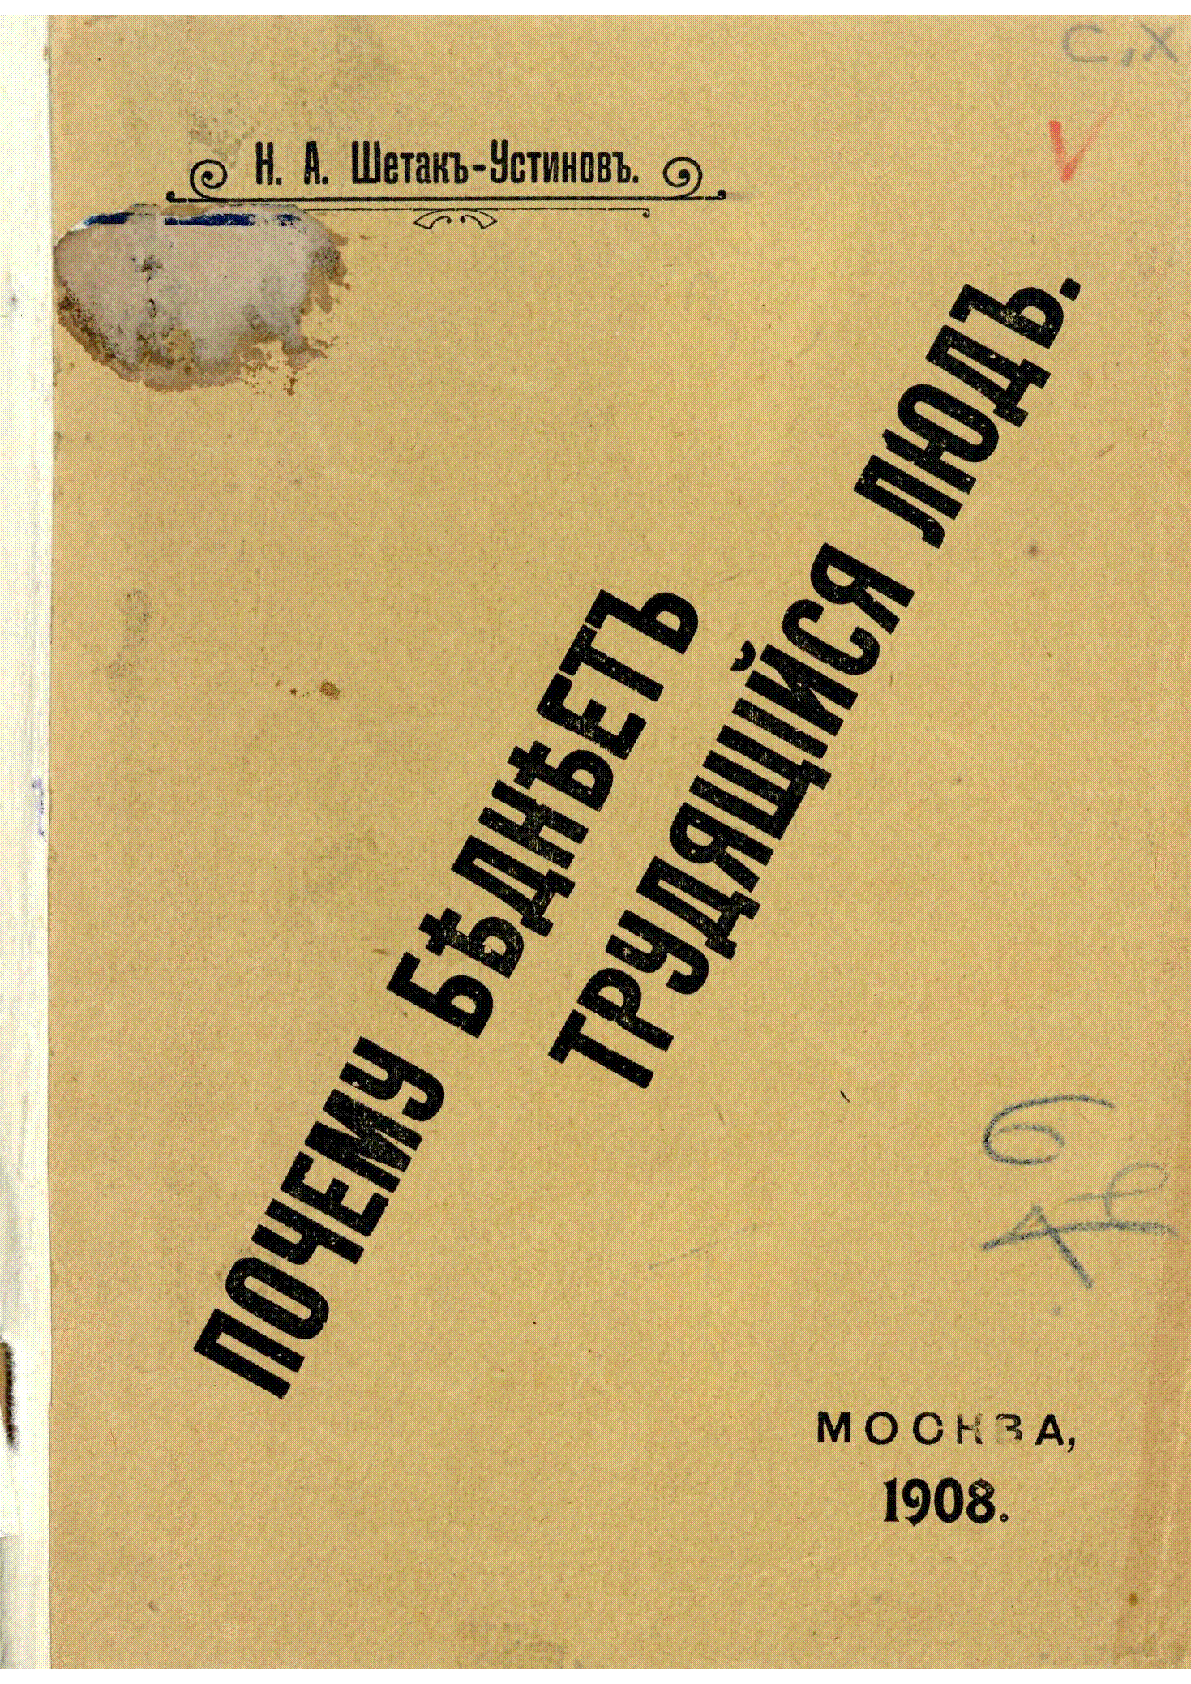 Н. А. Шетакъ-Устиновъ.
ПОЧЕМУ БѢДНѢЕТЪ
ТРУДЯЩІЙСЯ ЛЮДЪ.
МОСКВА,
1908.